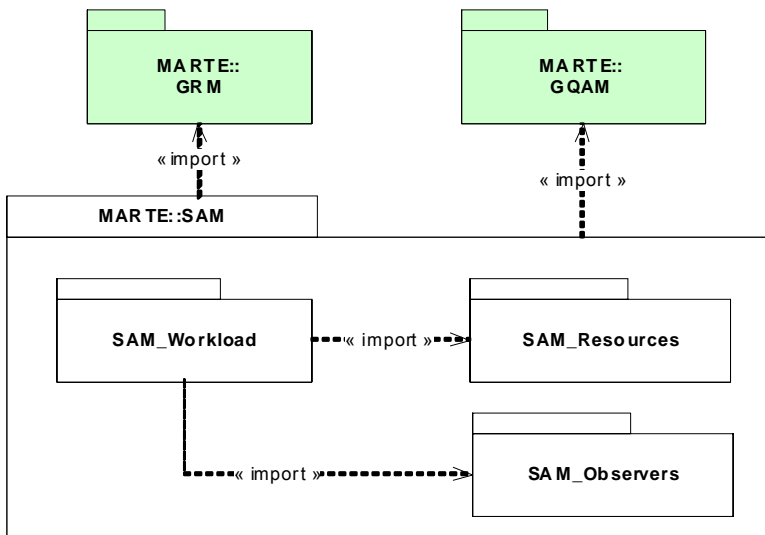 MARTE::
GRM
MARTE::
GQAM
« import »
« import »
MARTE::SAM
SAM_Workload
« import »
SAM_Resources
« import »
SAM_Observers